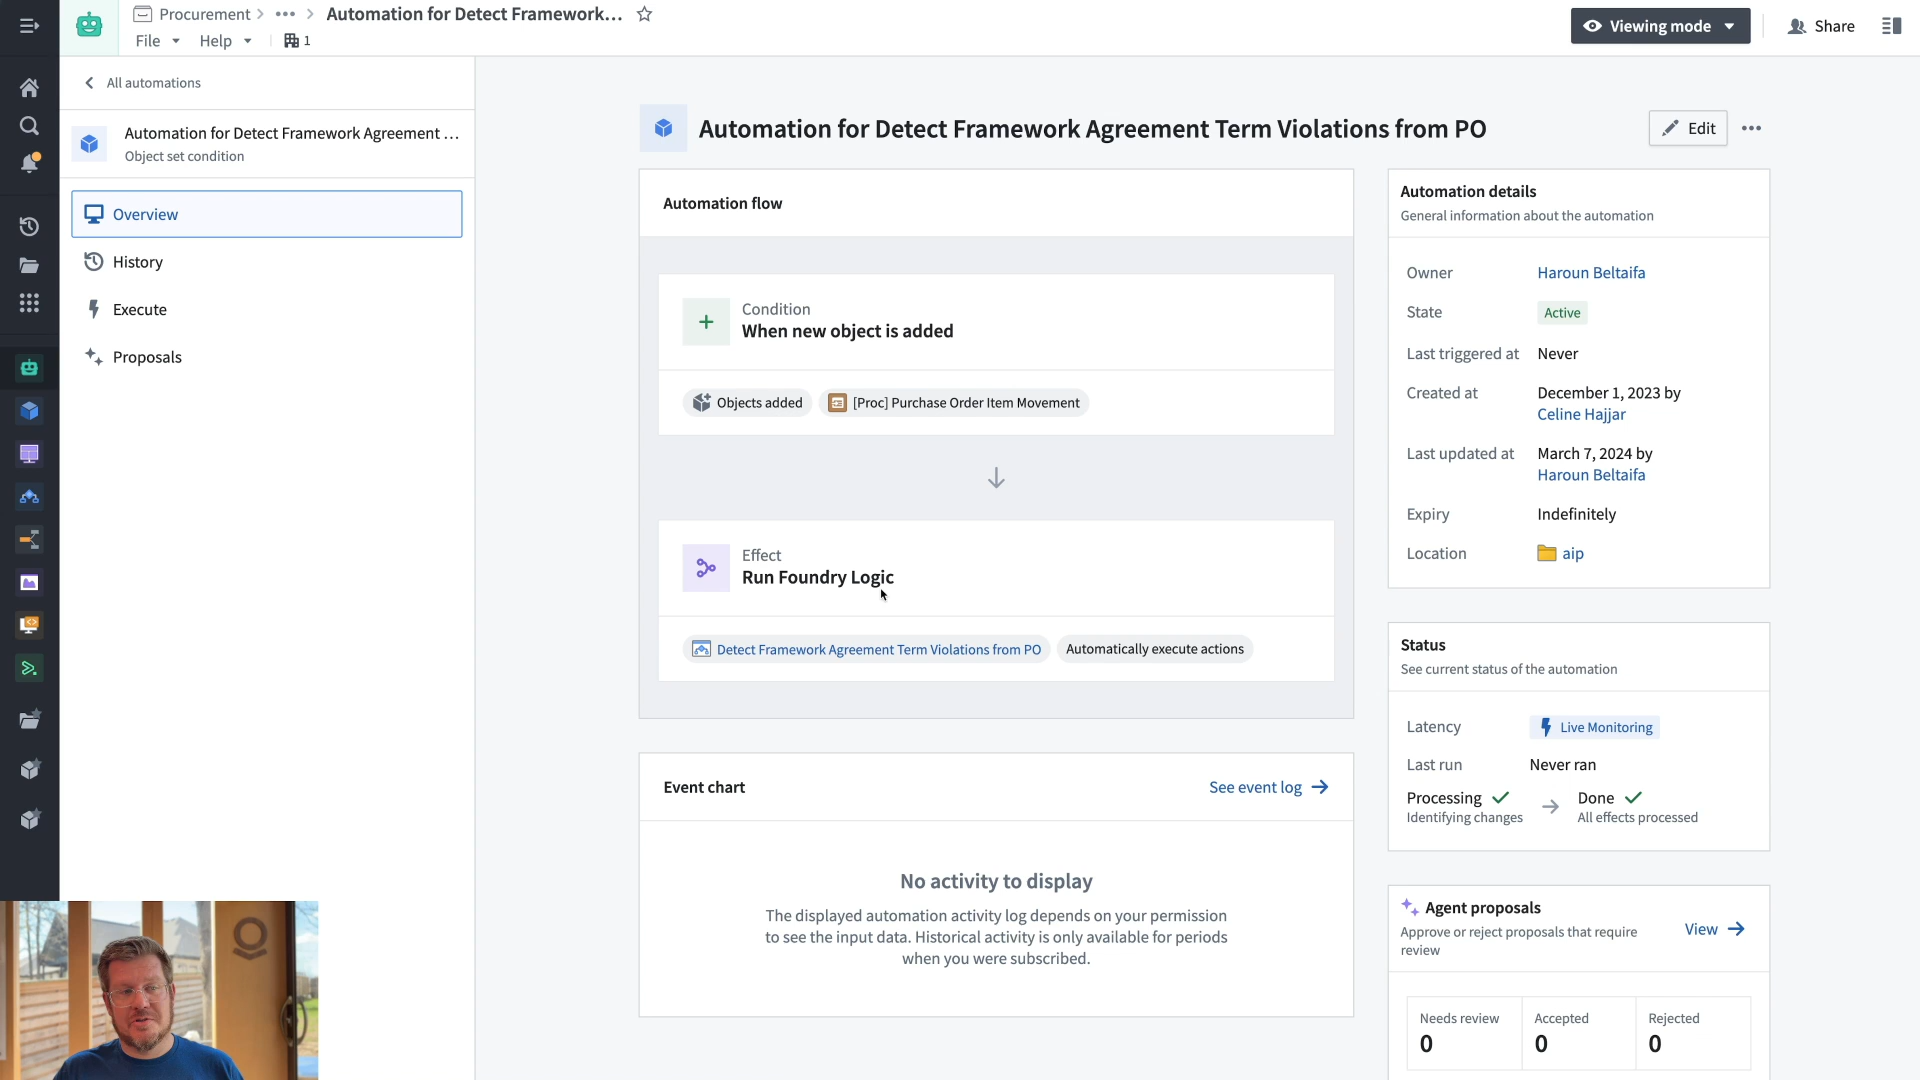 Procurement
Automation for Detect Framework...
File
Help
1
Viewing mode
Share
All automations
Automation for Detect Framework Agreement ...
Object set condition
Overview
History
Execute
Proposals
Automation for Detect Framework Agreement Term Violations from PO
Edit
Automation flow
Condition
When new object is added
Objects added
[Proc] Purchase Order Item Movement
Effect
Run Foundry Logic
Detect Framework Agreement Term Violations from PO
Automatically execute actions
Event chart
See event log
No activity to display
The displayed automation activity log depends on your permission
to see the input data. Historical activity is only available for periods
when you were subscribed.
Automation details
General information about the automation
Owner
Haroun Beltaifa
State
Active
Last triggered at
Never
Created at
December 1, 2023 by
Celine Hajjar
Last updated at
March 7, 2024 by
Haroun Beltaifa
Expiry
Indefinitely
Location
aip
Status
See current status of the automation
Latency
Live Monitoring
Last run
Never ran
Processing
Identifying changes
Done
All effects processed
Agent proposals
Approve or reject proposals that require
review
View
Needs review
0
Accepted
0
Rejected
0